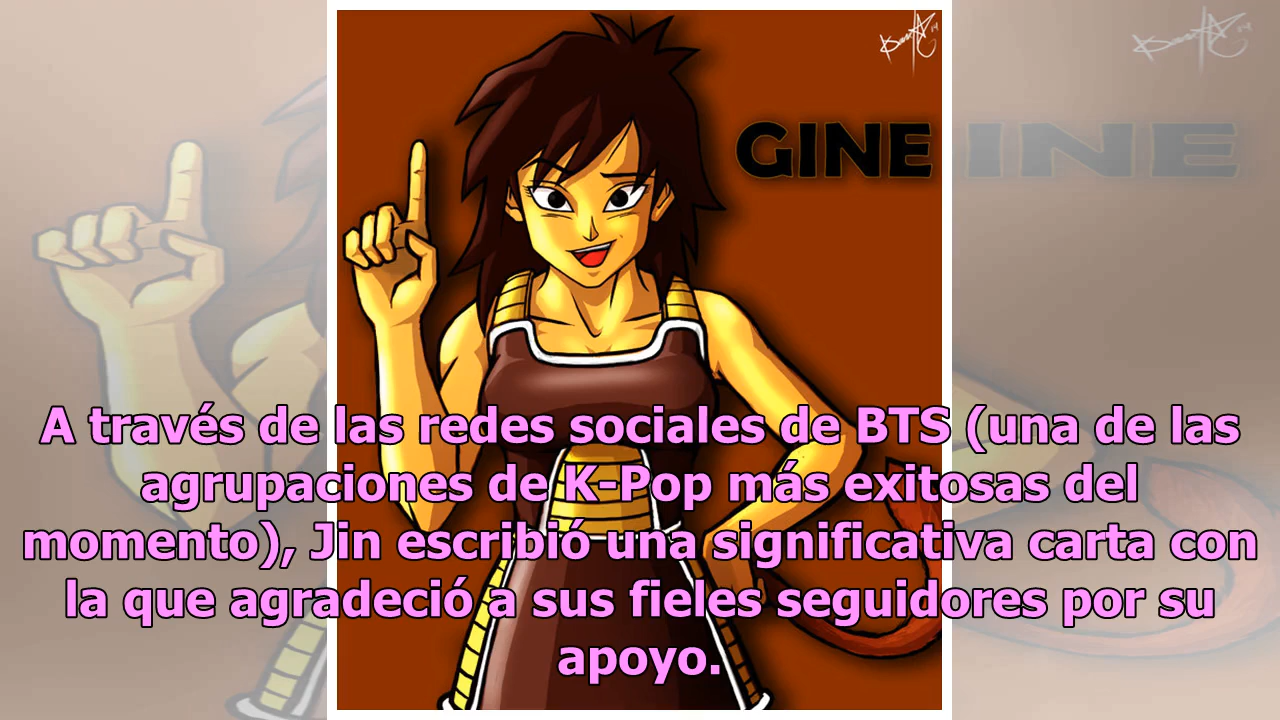 GINE
INE
A través de las redes sociales de BTS (una de las
agrupaciones de K-Pop más exitosas del
momento), Jin escribió una significativa carta con
la que agradeció a sus fieles seguidores por su
apoyo.